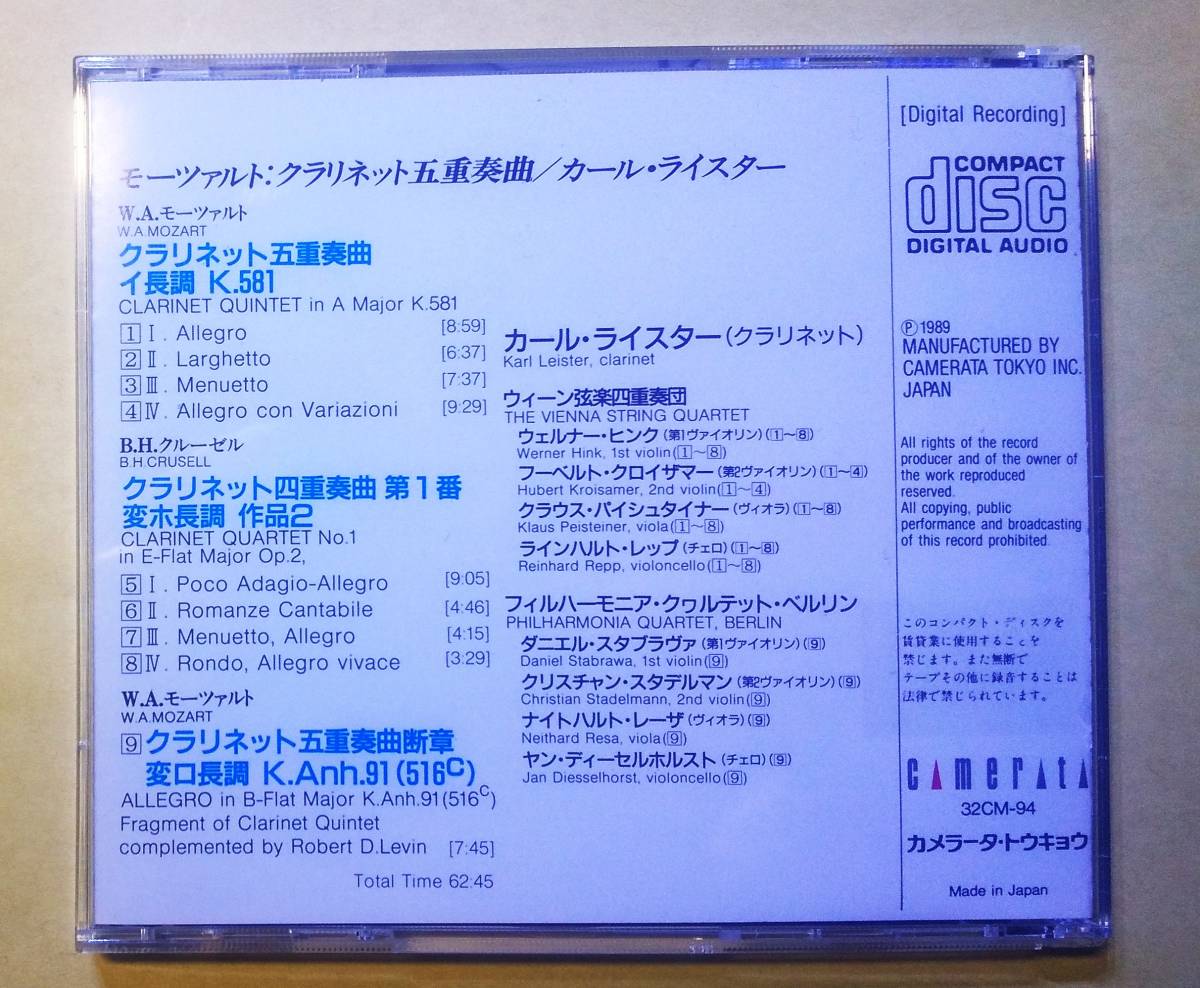 モーツァルト:クラリネット五重奏曲/カール・ライスター
W.A.モーツァルト
W.A.MOZART
クラリネット五重奏曲
イ長調 K.581
CLARINET QUINTET in A Major K.581
1 I. Allegro [8:59]
2 II. Larghetto [6:37]
3 III. Menuetto [7:37]
4 IV. Allegro con Variazioni [9:29]
B.H.クルーゼル
B.H.CRUSELL
クラリネット四重奏曲 第1番
変ホ長調 作品2
CLARINET QUARTET No.1
in E-Flat Major Op.2,
5 I. Poco Adagio-Allegro [9:05]
6 II. Romanze Cantabile [4:46]
7 III. Menuetto, Allegro [4:15]
8 IV. Rondo, Allegro vivace [3:29]
W.A.モーツァルト
W.A.MOZART
9 クラリネット五重奏曲断章
変ロ長調 K.Anh.91(516c)
ALLEGRO in B-Flat Major K.Anh.91(516c)
Fragment of Clarinet Quintet
complemented by Robert D.Levin [7:45]
Total Time 62:45
カール・ライスター(クラリネット)
Karl Leister, clarinet
ウィーン弦楽四重奏団
THE VIENNA STRING QUARTET
ウェルナー・ヒンク(第1ヴァイオリン)(1~8)
Werner Hink, 1st violin(1~8)
フーベルト・クロイザマー(第2ヴァイオリン)(1~4)
Hubert Kroisamer, 2nd violin(1~4)
クラウス・パイシュタイナー(ヴィオラ)(1~8)
Klaus Peisteiner, viola(1~8)
ラインハルト・レップ(チェロ)(1~8)
Reinhard Repp, violoncello(1~8)
フィルハーモニア・クヮルテット・ベルリン
PHILHARMONIA QUARTET, BERLIN
ダニエル・スタブラヴァ(第1ヴァイオリン)(9)
Daniel Stabrawa, 1st violin(9)
クリスチャン・スタデルマン(第2ヴァイオリン)(9)
Christian Stadelmann, 2nd violin(9)
ナイトハルト・レーザ(ヴィオラ)(9)
Neithard Resa, viola(9)
ヤン・ディーセルホルスト(チェロ)(9)
Jan Diesselhorst, violoncello(9)
[Digital Recording]
COMPACT
disc
DIGITAL AUDIO
℗1989
MANUFACTURED BY
CAMERATA TOKYO INC.
JAPAN
All rights of the record
producer and of the owner of
the work reproduced
reserved.
All copying, public
performance and broadcasting
of this record prohibited.
このコンパクト・ディスクを
賃貸業に使用することを
禁じます。また無断で
テープその他に録音することは
法律で禁じられています。
camerata
32CM-94
カメラータ・トウキョウ
Made in Japan